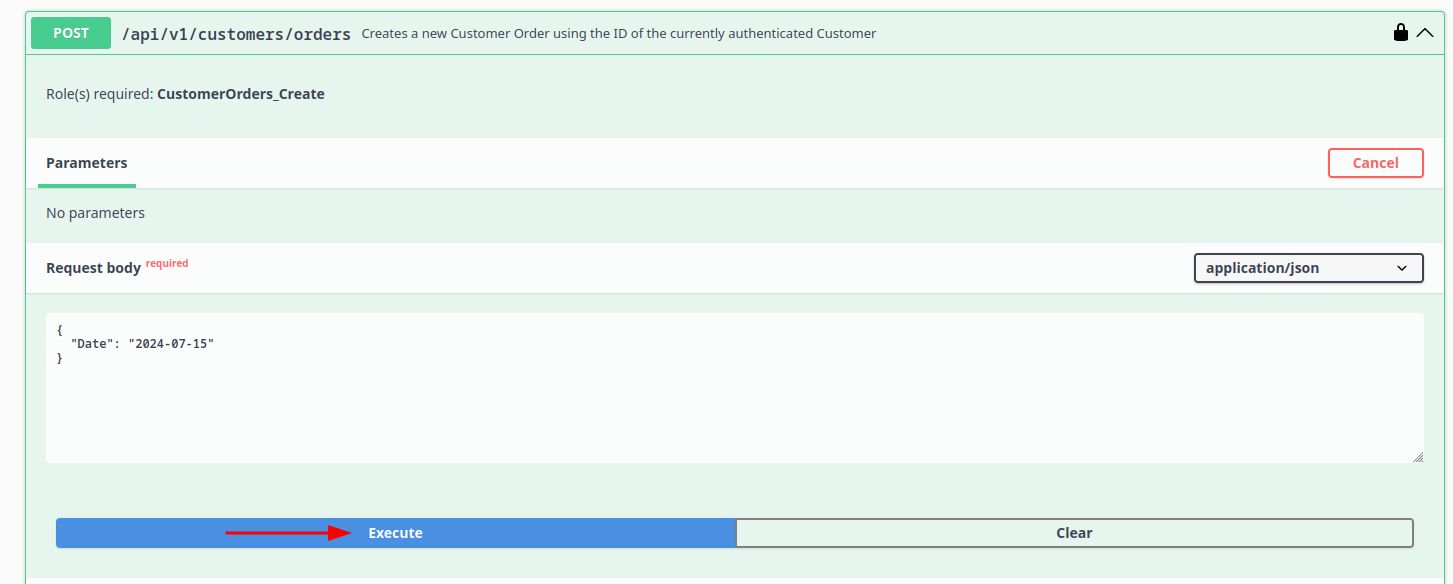 POST /api/v1/customers/orders Creates a new Customer Order using the ID of the currently authenticated Customer
Role(s) required: CustomerOrders_Create
Parameters Cancel
No parameters
Request body required application/json
{
  "Date": "2024-07-15"
}
Execute Clear